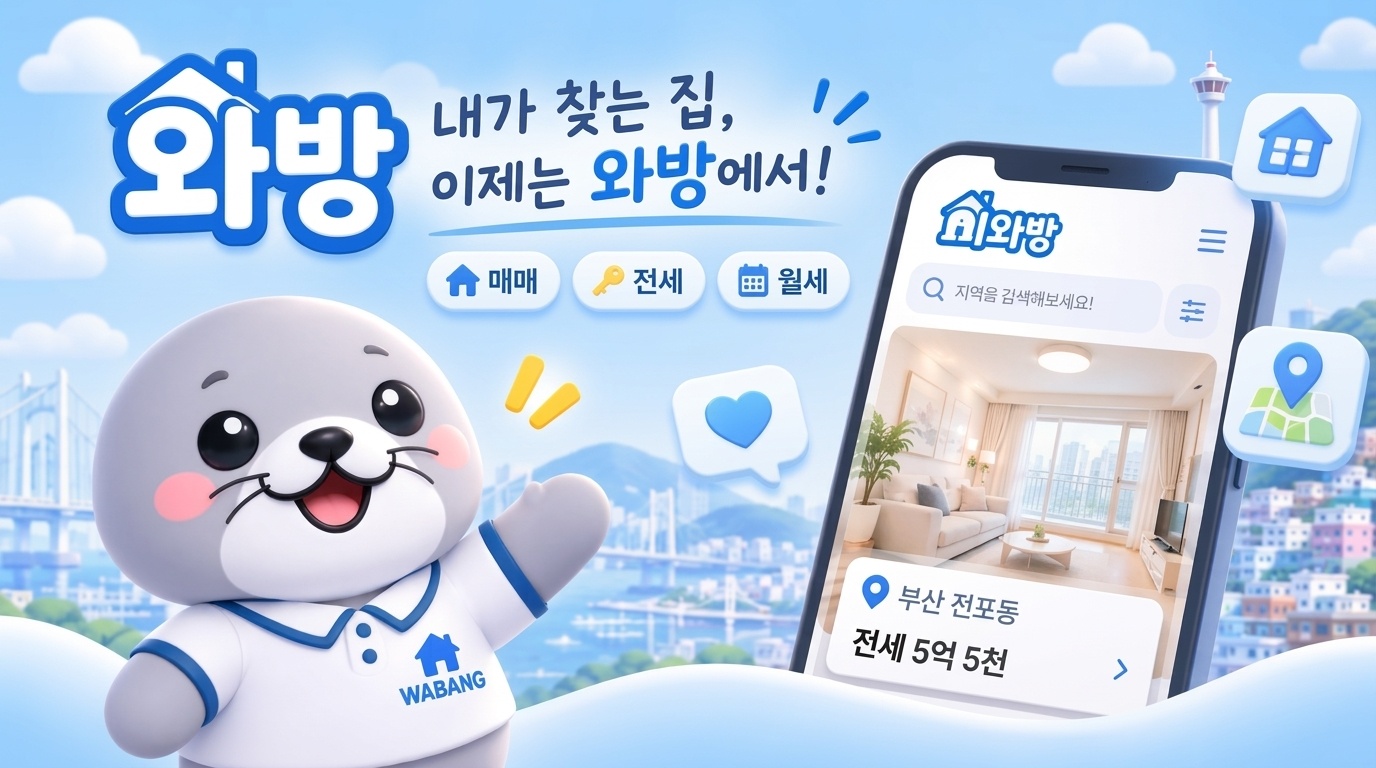 와방
내가 찾는 집,
이제는 와방에서!
매매
전세
월세
WABANG
AI와방
지역을 검색해보세요!
부산 전포동
전세 5억 5천